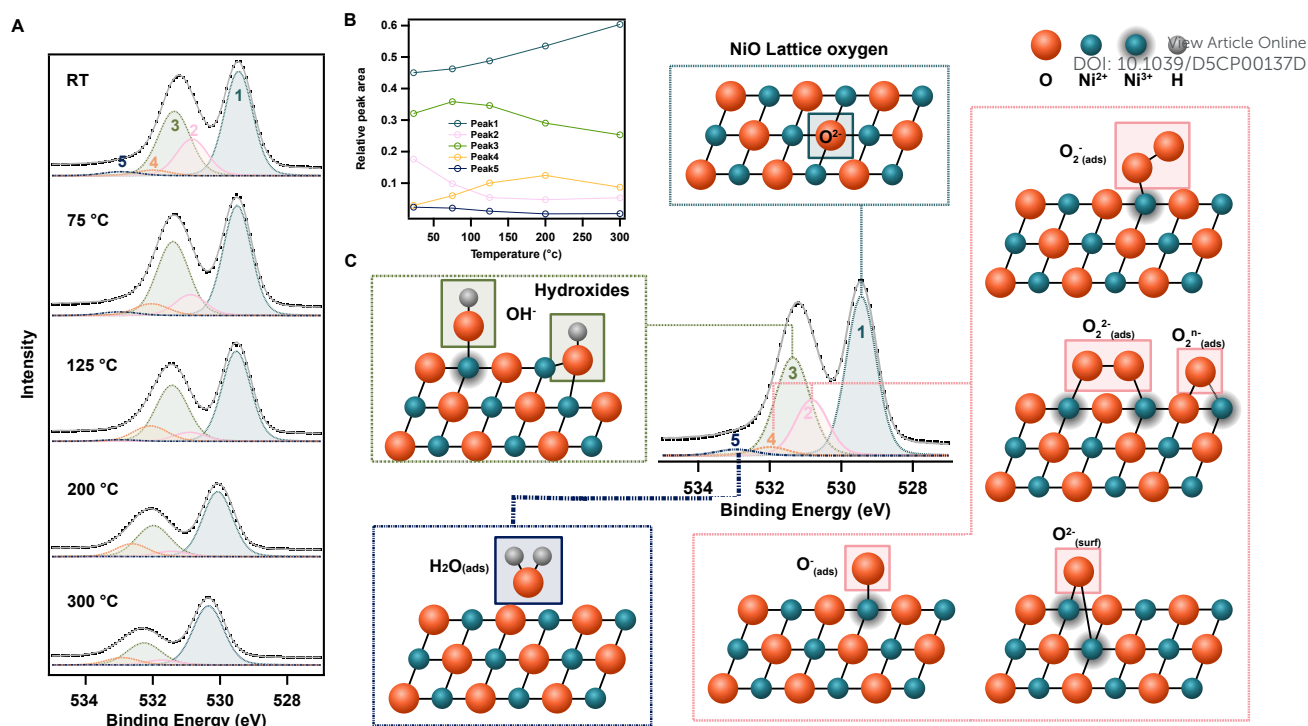 A
RT
1
2
3
4
5
75 °C
125 °C
200 °C
300 °C
Intensity
534
532
530
528
Binding Energy (eV)
B
0.6
0.5
0.4
0.3
0.2
0.1
Relative peak area
Peak1
Peak2
Peak3
Peak4
Peak5
50
100
150
200
250
300
Temperature (°c)
NiO Lattice oxygen
O2-
View Article Online
DOI: 10.1039/D5CP00137D
O Ni2+ Ni3+ H
C
Hydroxides
OH-
1
2
3
4
5
534
531
529
527
Binding Energy (eV)
H2O(ads)
O2-(ads)
O22-(ads)
O2n-(ads)
O-(ads)
O2-(surf)